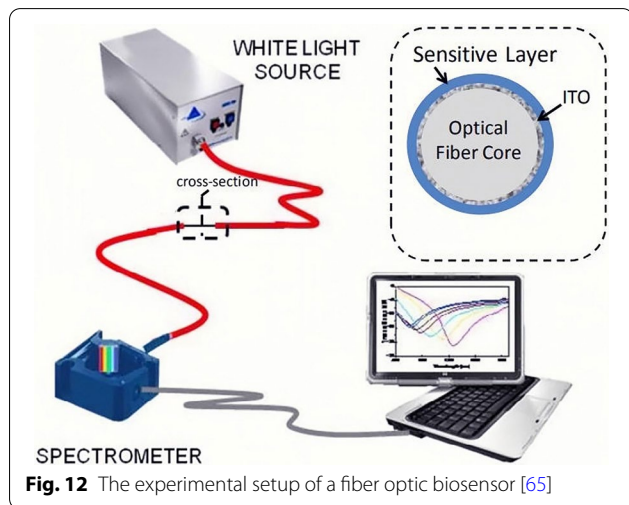 WHITE LIGHT
SOURCE
Sensitive Layer
ITO
Optical
Fiber Core
cross-section
SPECTROMETER
Fig. 12 The experimental setup of a fiber optic biosensor [65]